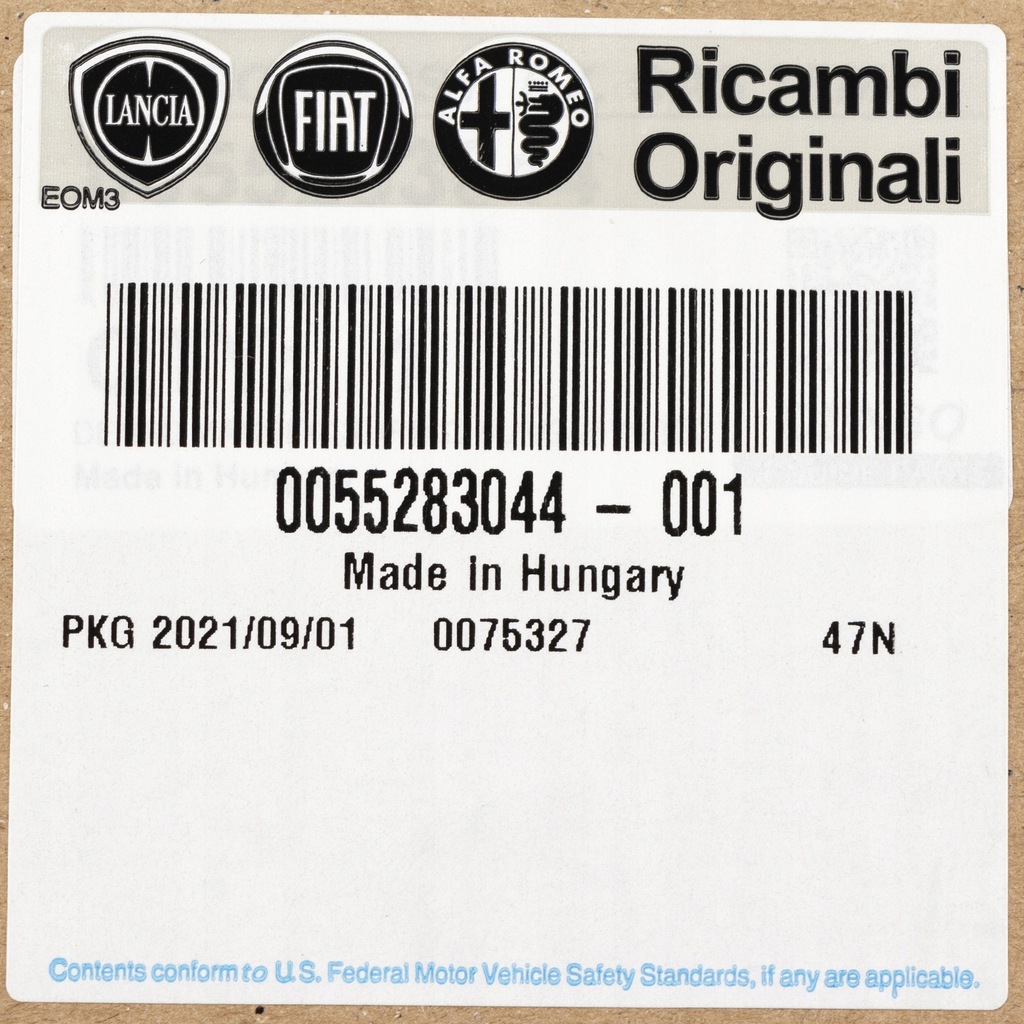 LANCIA
FIAT
ALFA ROMEO
Ricambi
Originali
EOM3
0055283044 - 001
Made in Hungary
PKG 2021/09/01 0075327 47N
Contents conform to U.S. Federal Motor Vehicle Safety Standards, if any are applicable.